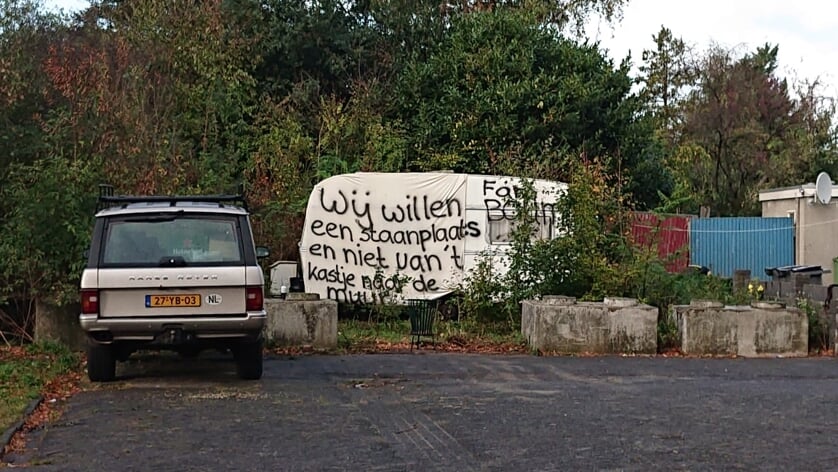 Wij willen
een staanplaats
en niet van't
kastje naar de
muur
Fam
RANGE ROVER
27-YB-03
NL